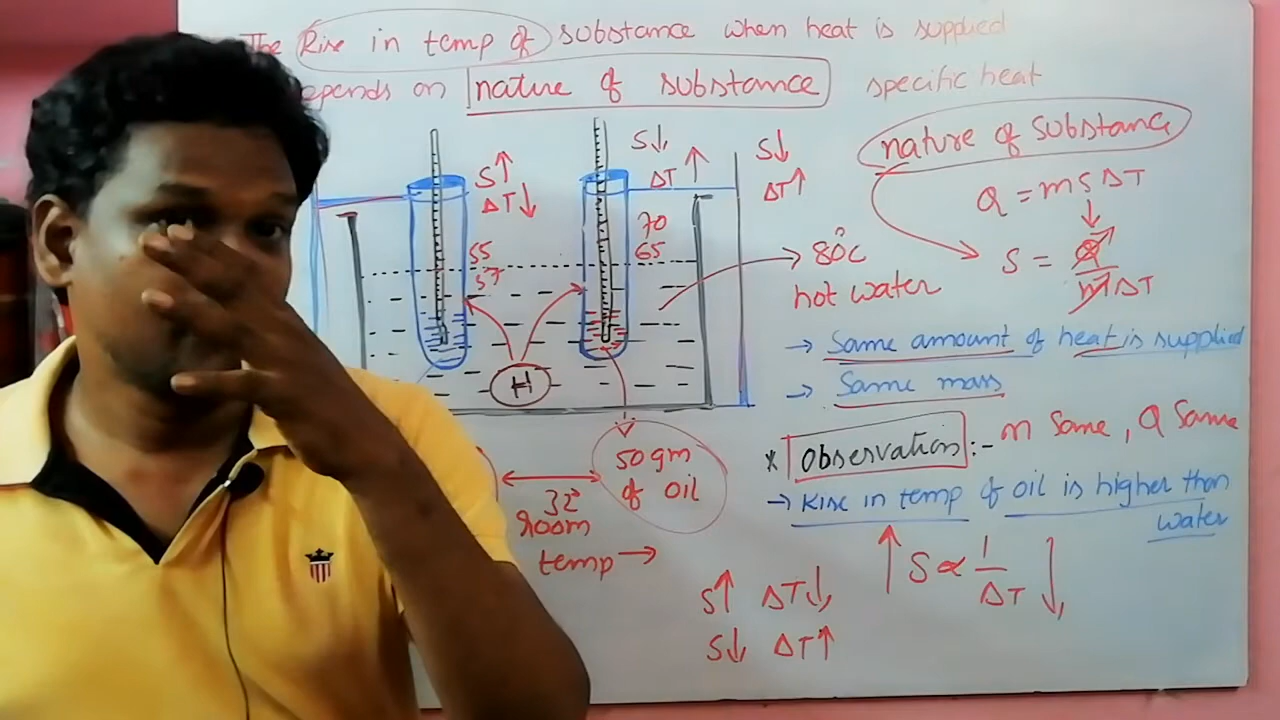 The Rise in temp of substance when heat is supplied
epends on nature of substance specific heat
nature of substance
S↑
ΔT↓
S↓
ΔT↑
S↓
ΔT↑
Q = msΔT
↓
S = Q/mΔT
55
57
70
65
80°c
hot water
H
→ Same amount of heat is supplied
→ Same mass
* Observation :- m same, Q same
→ Rise in temp of oil is higher than
water
50gm
of oil
32°
room
temp →
↑ S ∝ 1/ΔT ↓
S↑ ΔT↓
S↓ ΔT↑